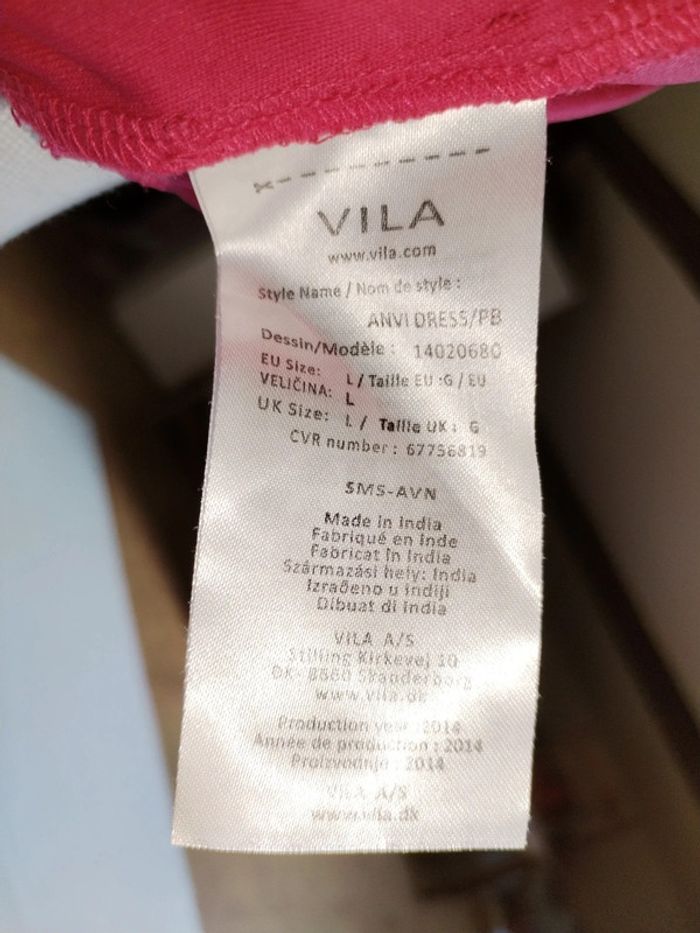 VILA
www.vila.com
Style Name / Nom de style :
ANVI DRESS/PB
Dessin/Modèle : 14020680
EU Size: L / Taille EU :G / EU
VELIČINA: L
UK Size: L / Taille UK : G
CVR number : 67756819
SMS-AVN
Made in India
Fabriqué en Inde
Fabricat în India
Származási hely: India
Izrađeno u Indiji
Dibuat di India
VILA A/S
Stilling Kirkevej 10
DK- 8660 Skanderborg
www.vila.dk
Production year :2014
Année de production : 2014
Proizvodnje : 2014
VILA A/S
www.vila.dk